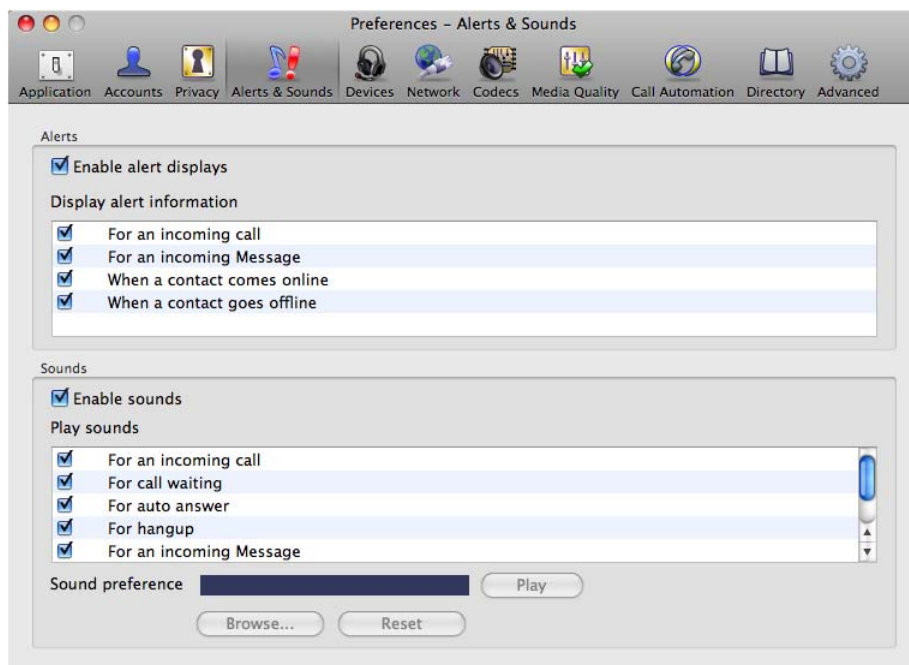 Preferences – Alerts & Sounds
Application Accounts Privacy Alerts & Sounds Devices Network Codecs Media Quality Call Automation Directory Advanced
Alerts
Enable alert displays
Display alert information
For an incoming call
For an incoming Message
When a contact comes online
When a contact goes offline
Sounds
Enable sounds
Play sounds
For an incoming call
For call waiting
For auto answer
For hangup
For an incoming Message
Sound preference Play
Browse... Reset